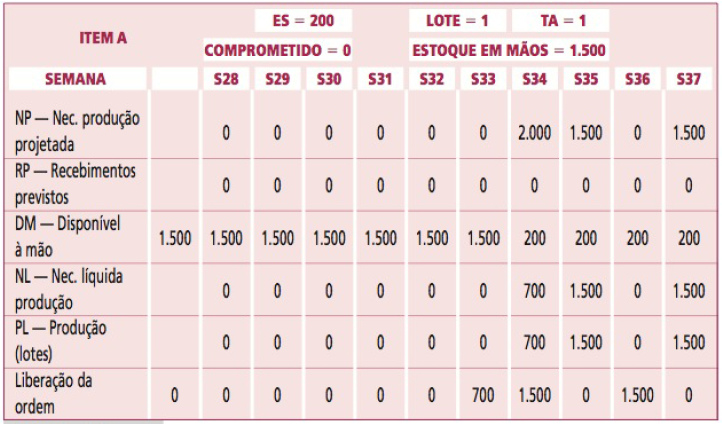 ITEM A ES = 200 LOTE = 1 TA = 1
COMPROMETIDO = 0 ESTOQUE EM MÃOS = 1.500
SEMANA S28 S29 S30 S31 S32 S33 S34 S35 S36 S37
NP — Nec. produção
projetada 0 0 0 0 0 0 2.000 1.500 0 1.500
RP — Recebimentos
previstos 0 0 0 0 0 0 0 0 0 0
DM — Disponível
à mão 1.500 1.500 1.500 1.500 1.500 1.500 1.500 200 200 200 200
NL — Nec. líquida
produção 0 0 0 0 0 0 700 1.500 0 1.500
PL — Produção
(lotes) 0 0 0 0 0 0 700 1.500 0 1.500
Liberação da
ordem 0 0 0 0 0 0 700 1.500 0 1.500 0